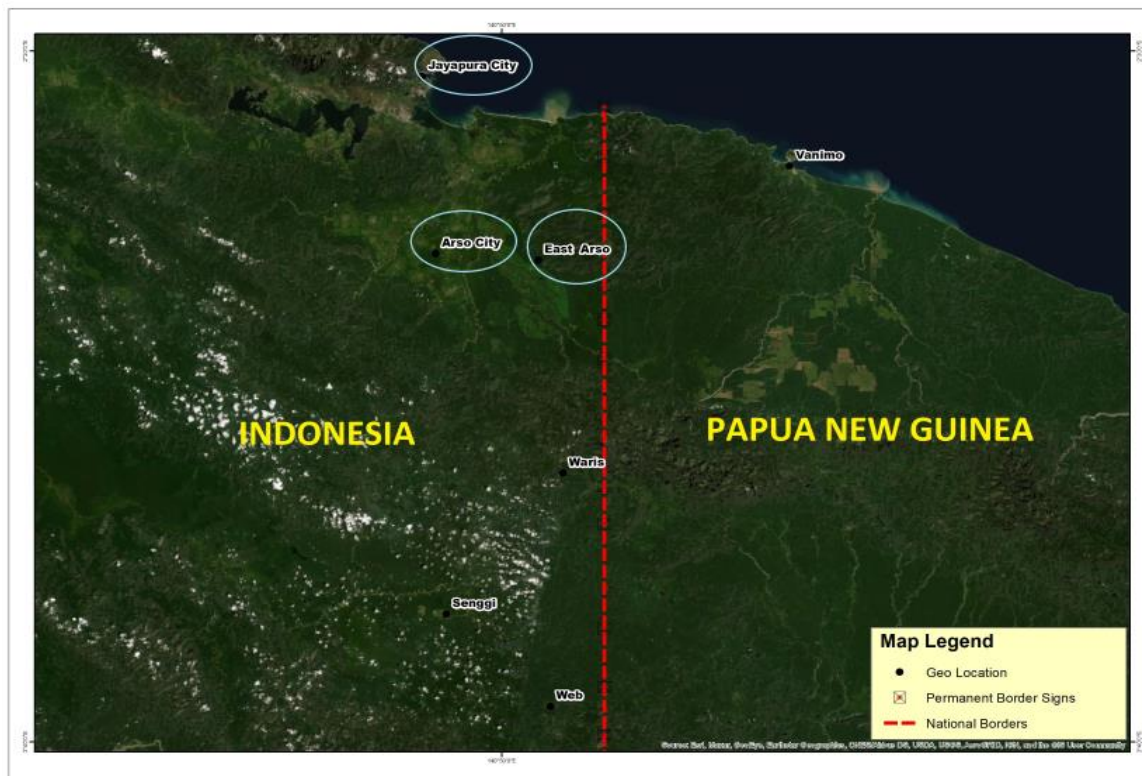 Jayapura City
Vanimo
Arso City
East Arso
INDONESIA
PAPUA NEW GUINEA
Waris
Senggi
Web
Map Legend
Geo Location
Permanent Border Signs
National Borders